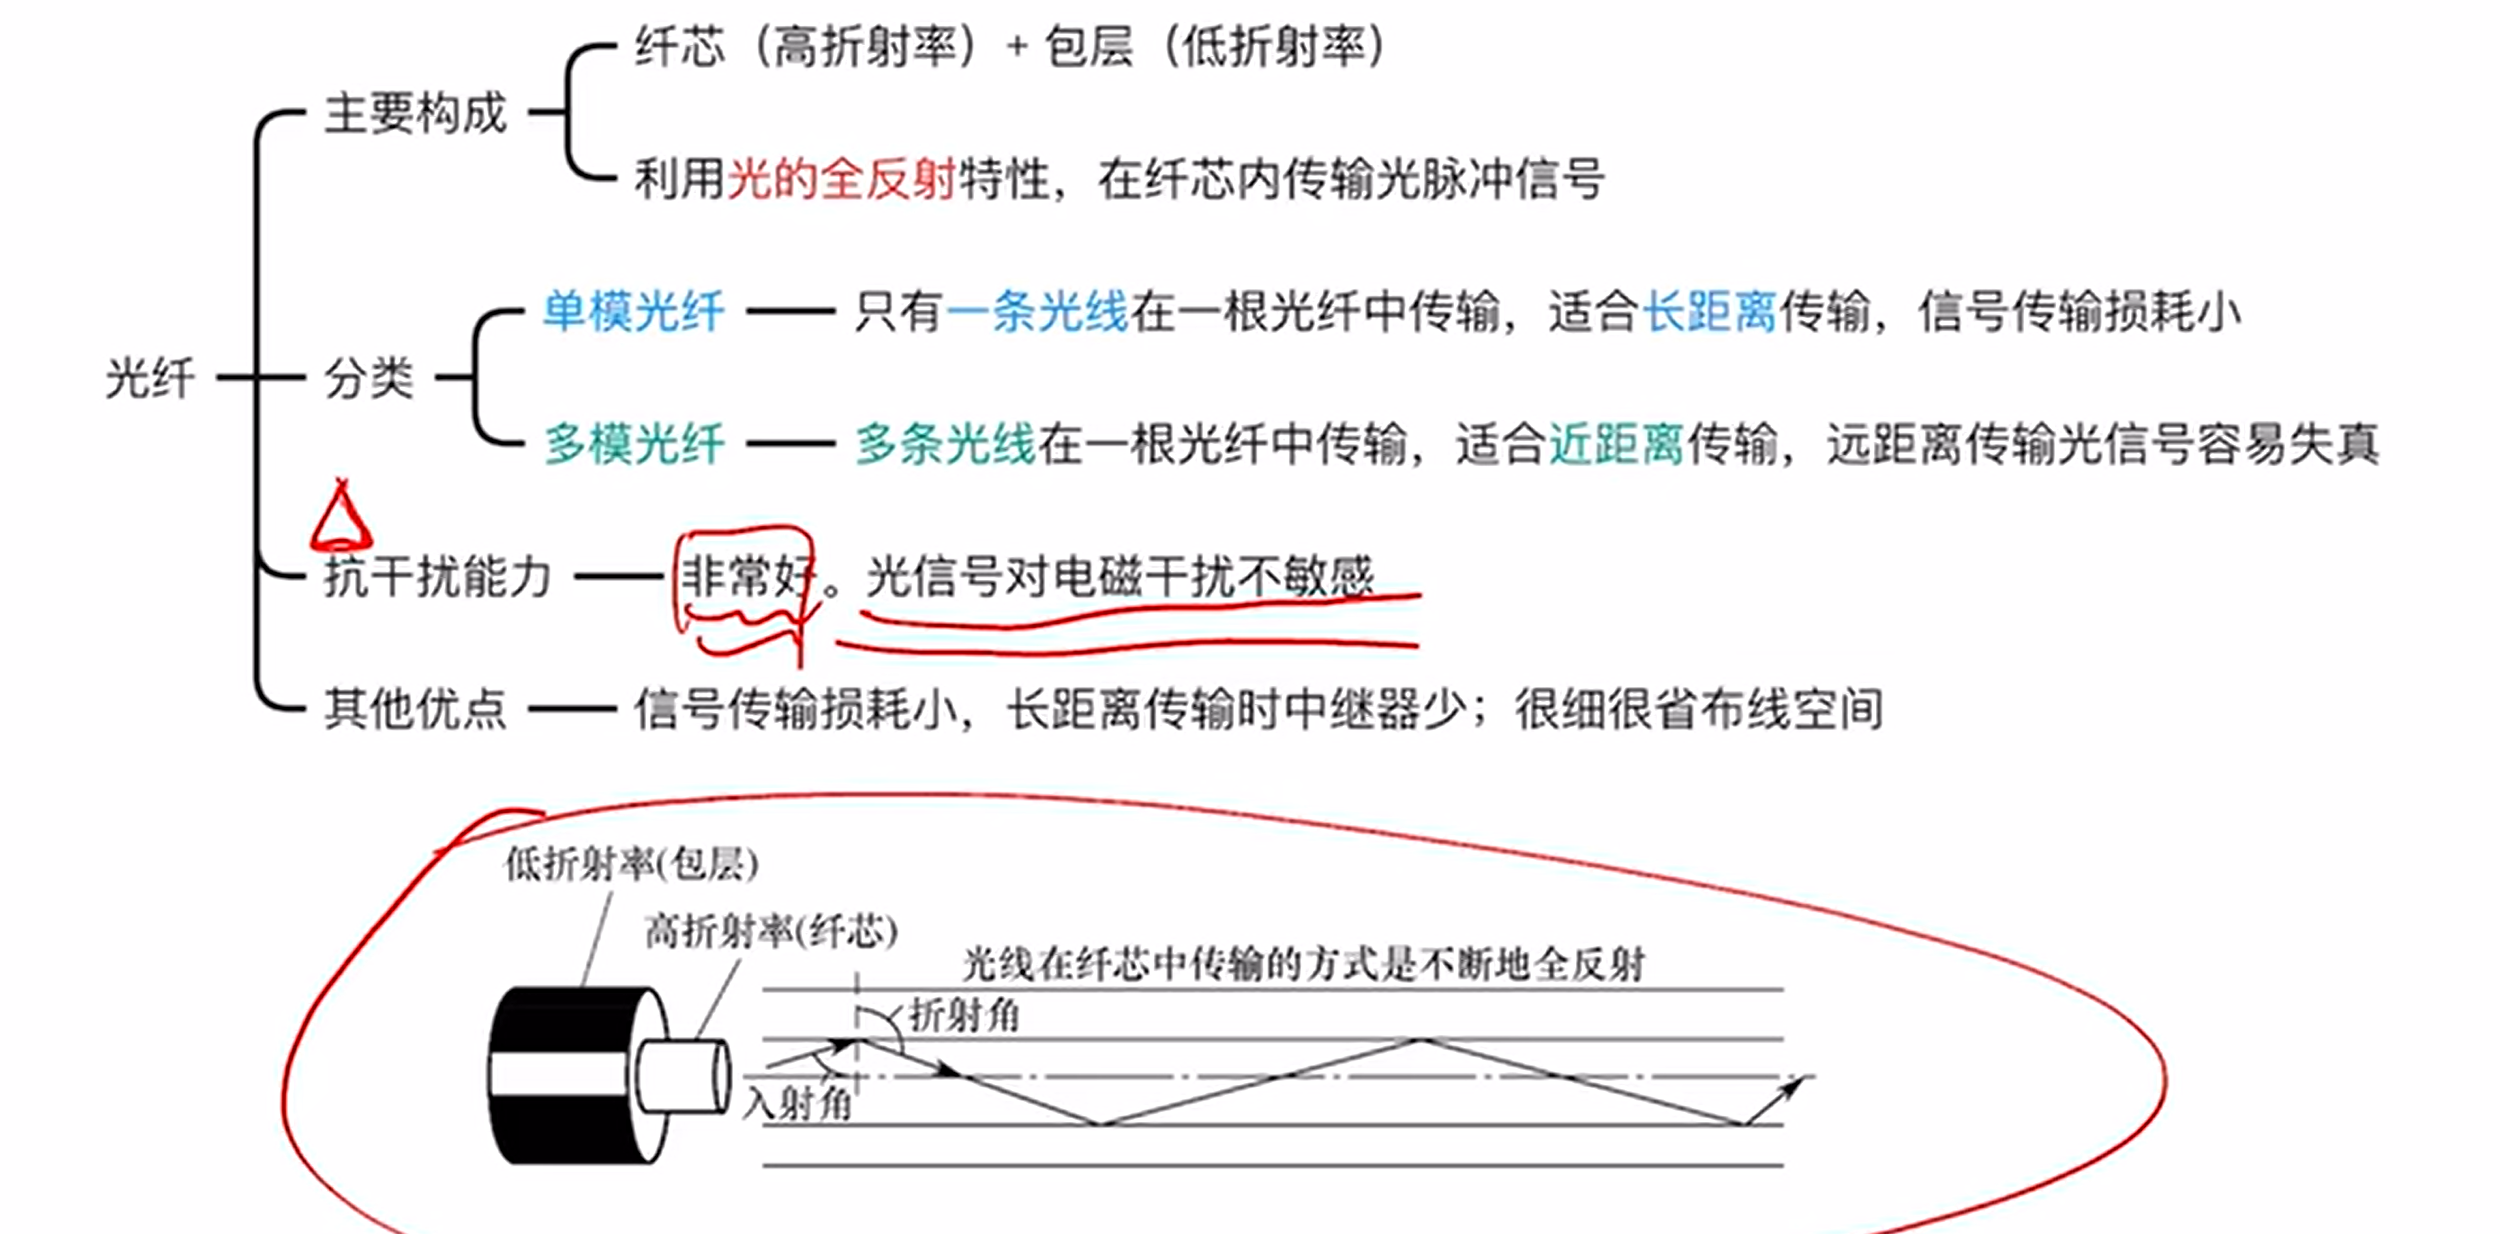 纤芯（高折射率）+ 包层（低折射率）
主要构成
利用光的全反射特性，在纤芯内传输光脉冲信号
单模光纤 只有一条光线在一根光纤中传输，适合长距离传输，信号传输损耗小
光纤 分类
多模光纤 多条光线在一根光纤中传输，适合近距离传输，远距离传输光信号容易失真
抗干扰能力 非常好。光信号对电磁干扰不敏感
其他优点 信号传输损耗小，长距离传输时中继器少；很细很省布线空间
低折射率(包层)
高折射率(纤芯)
光线在纤芯中传输的方式是不断地全反射
折射角
入射角